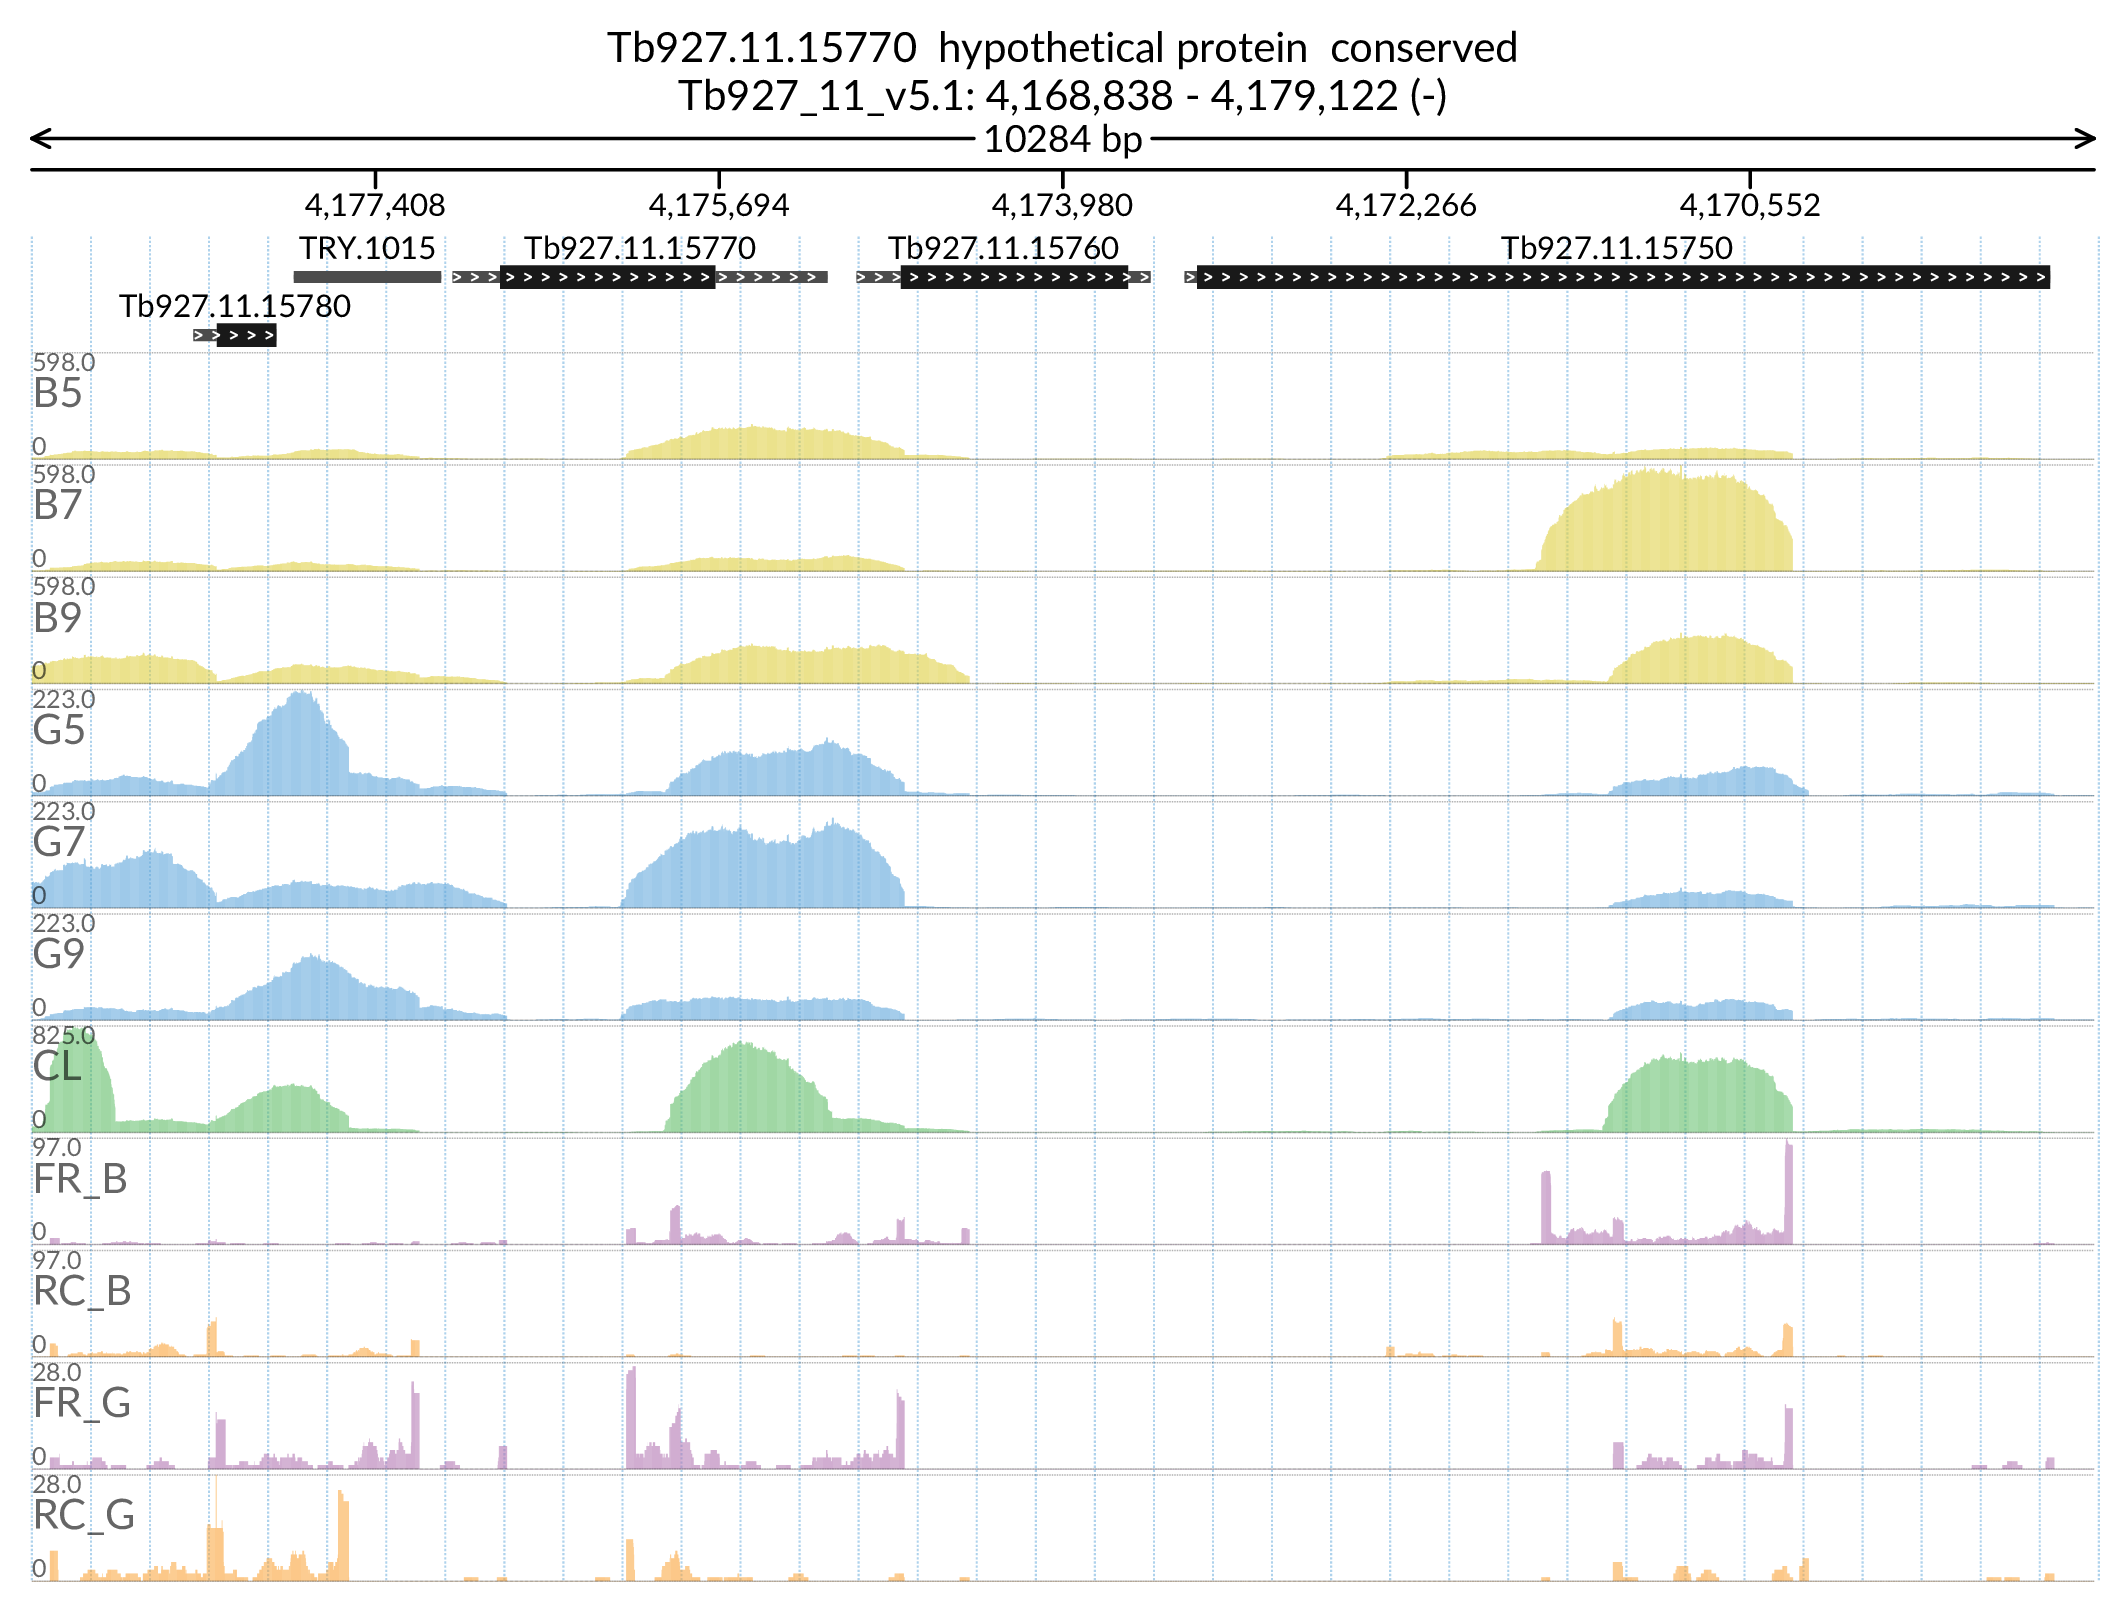 Tb927.11.15770 hypothetical protein conserved
Tb927_11_v5.1: 4,168,838 - 4,179,122 (-)
10284 bp
4,177,408 4,175,694 4,173,980 4,172,266 4,170,552
TRY.1015 Tb927.11.15770 Tb927.11.15760 Tb927.11.15750
Tb927.11.15780
598.0
B5
0
598.0
B7
0
598.0
B9
0
223.0
G5
0
223.0
G7
0
223.0
G9
0
825.0
CL
0
97.0
FR_B
0
97.0
RC_B
0
28.0
FR_G
0
28.0
RC_G
0